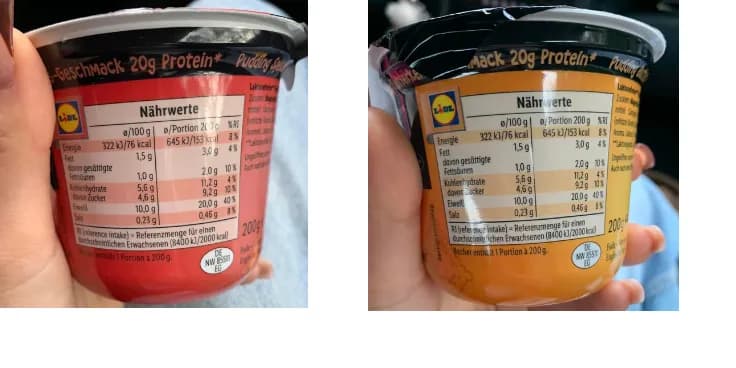 -Geschmack 20g Protein* Pudding
LIDL
Nährwerte
ø/100 g ø/Portion 200 g %RI
Energie 322 kJ/76 kcal 645 kJ/153 kcal 8 %
Fett 1,5 g 3,0 g 4 %
davon gesättigte
Fettsäuren 1,0 g 2,0 g 10 %
Kohlenhydrate 5,6 g 11,2 g 4 %
davon Zucker 4,6 g 9,2 g 10 %
Eiweiß 10,0 g 20,0 g 40 %
Salz 0,23 g 0,46 g 8 %
RI (reference intake) = Referenzmenge für einen
durchschnittlichen Erwachsenen (8400 kJ/2000 kcal)
enthält 1 Portion à 200 g.
200g
DE
NW 85511
EG
mack 20g Protein* Pudding
LIDL
Nährwerte
ø/100 g ø/Portion 200 g %RI
Energie 322 kJ/76 kcal 645 kJ/153 kcal 8 %
Fett 1,5 g 3,0 g 4 %
davon gesättigte
Fettsäuren 1,0 g 2,0 g 10 %
Kohlenhydrate 5,6 g 11,2 g 4 %
davon Zucker 4,6 g 9,2 g 10 %
Eiweiß 10,0 g 20,0 g 40 %
Salz 0,23 g 0,46 g 8 %
RI (reference intake) = Referenzmenge für einen
durchschnittlichen Erwachsenen (8400 kJ/2000 kcal)
Becher enthält 1 Portion à 200 g.
200
DE
NW 85511
EG